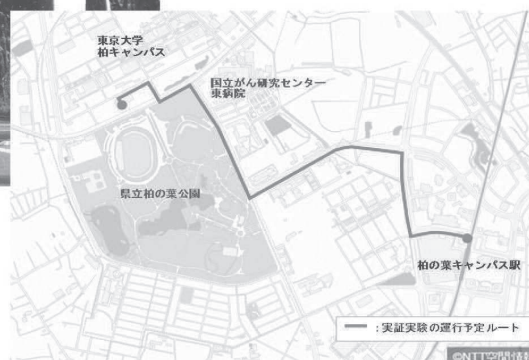 東京大学
柏キャンパス
国立がん研究センター
東病院
県立柏の葉公園
柏の葉キャンパス駅
：実証実験の運行予定ルート
©NTT空間情報